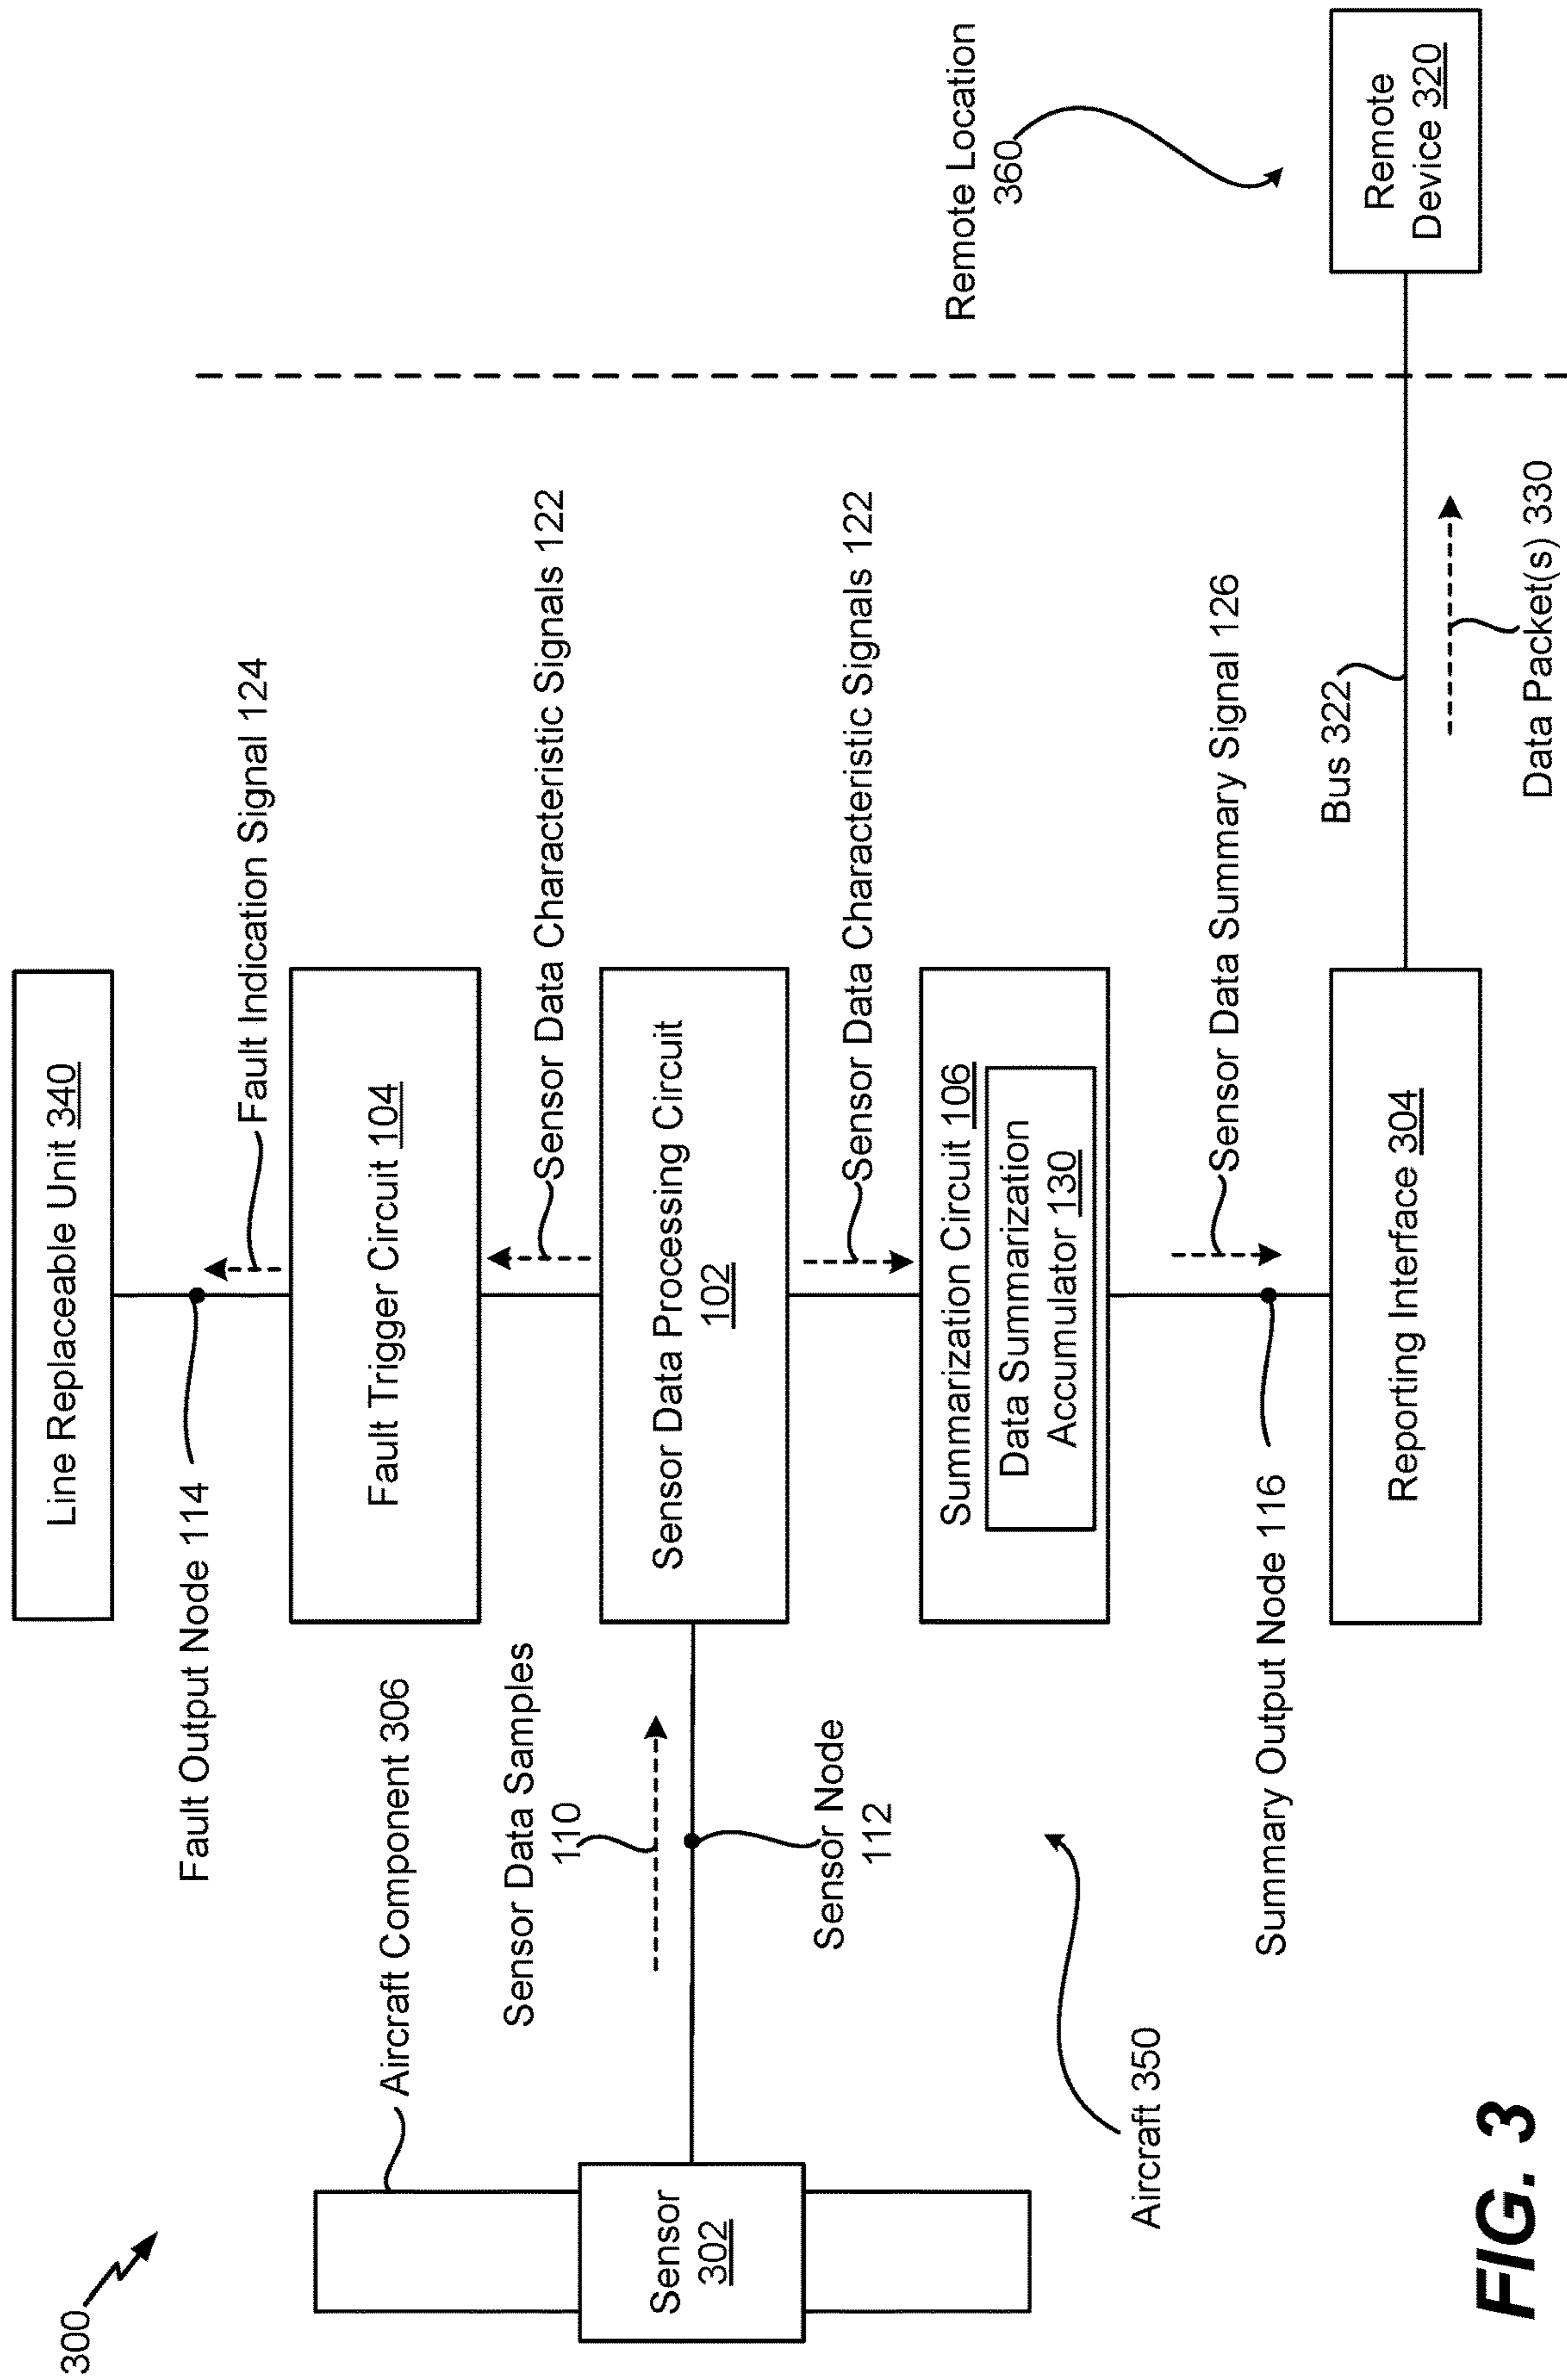 300
Line Replaceable Unit 340
Fault Output Node 114
Fault Indication Signal 124
Fault Trigger Circuit 104
Aircraft Component 306
Sensor Data Characteristic Signals 122
Sensor Data Samples
110
Sensor
302
Sensor Data Processing Circuit
102
Sensor Node
112
Sensor Data Characteristic Signals 122
Remote Location
360
Summarization Circuit 106
Data Summarization
Accumulator 130
Aircraft 350
Sensor Data Summary Signal 126
Summary Output Node 116
Bus 322
Reporting Interface 304
Remote
Device 320
Data Packet(s) 330
FIG. 3